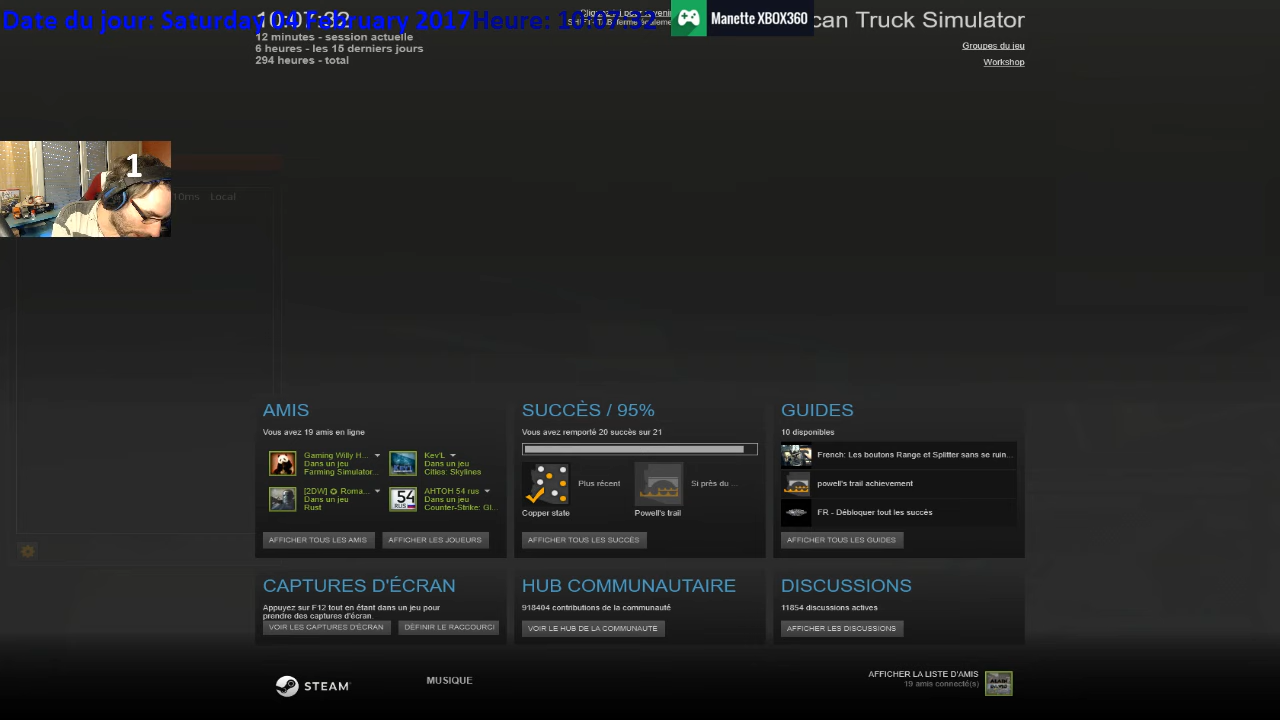 Date du jour: Saturday 04 February 2017 Heure: 10:07:32
Manette XBOX360
can Truck Simulator
12 minutes - session actuelle
6 heures - les 15 derniers jours
294 heures - total
Groupes du jeu
Workshop
1
10ms Local
AMIS
Vous avez 19 amis en ligne
Gaming Willy H...
Dans un jeu
Farming Simulator...
Kev'L
Dans un jeu
Cities: Skylines
[2DW] ✪ Roma...
Dans un jeu
Rust
54
RUS
AHTOH 54 rus
Dans un jeu
Counter-Strike: Gl...
AFFICHER TOUS LES AMIS
AFFICHER LES JOUEURS
SUCCÈS / 95%
Vous avez remporté 20 succès sur 21
Plus récent
Copper state
Si près du ...
Powell's trail
AFFICHER TOUS LES SUCCÈS
GUIDES
10 disponibles
French: Les boutons Range et Splitter sans se ruin...
powell's trail achievement
FR - Débloquer tout les succès
AFFICHER TOUS LES GUIDES
CAPTURES D'ÉCRAN
Appuyez sur F12 tout en étant dans un jeu pour
prendre des captures d'écran.
VOIR LES CAPTURES D'ÉCRAN
DÉFINIR LE RACCOURCI
HUB COMMUNAUTAIRE
918404 contributions de la communauté
VOIR LE HUB DE LA COMMUNAUTÉ
DISCUSSIONS
11854 discussions actives
AFFICHER LES DISCUSSIONS
STEAM
MUSIQUE
AFFICHER LA LISTE D'AMIS
19 amis connecté(s)